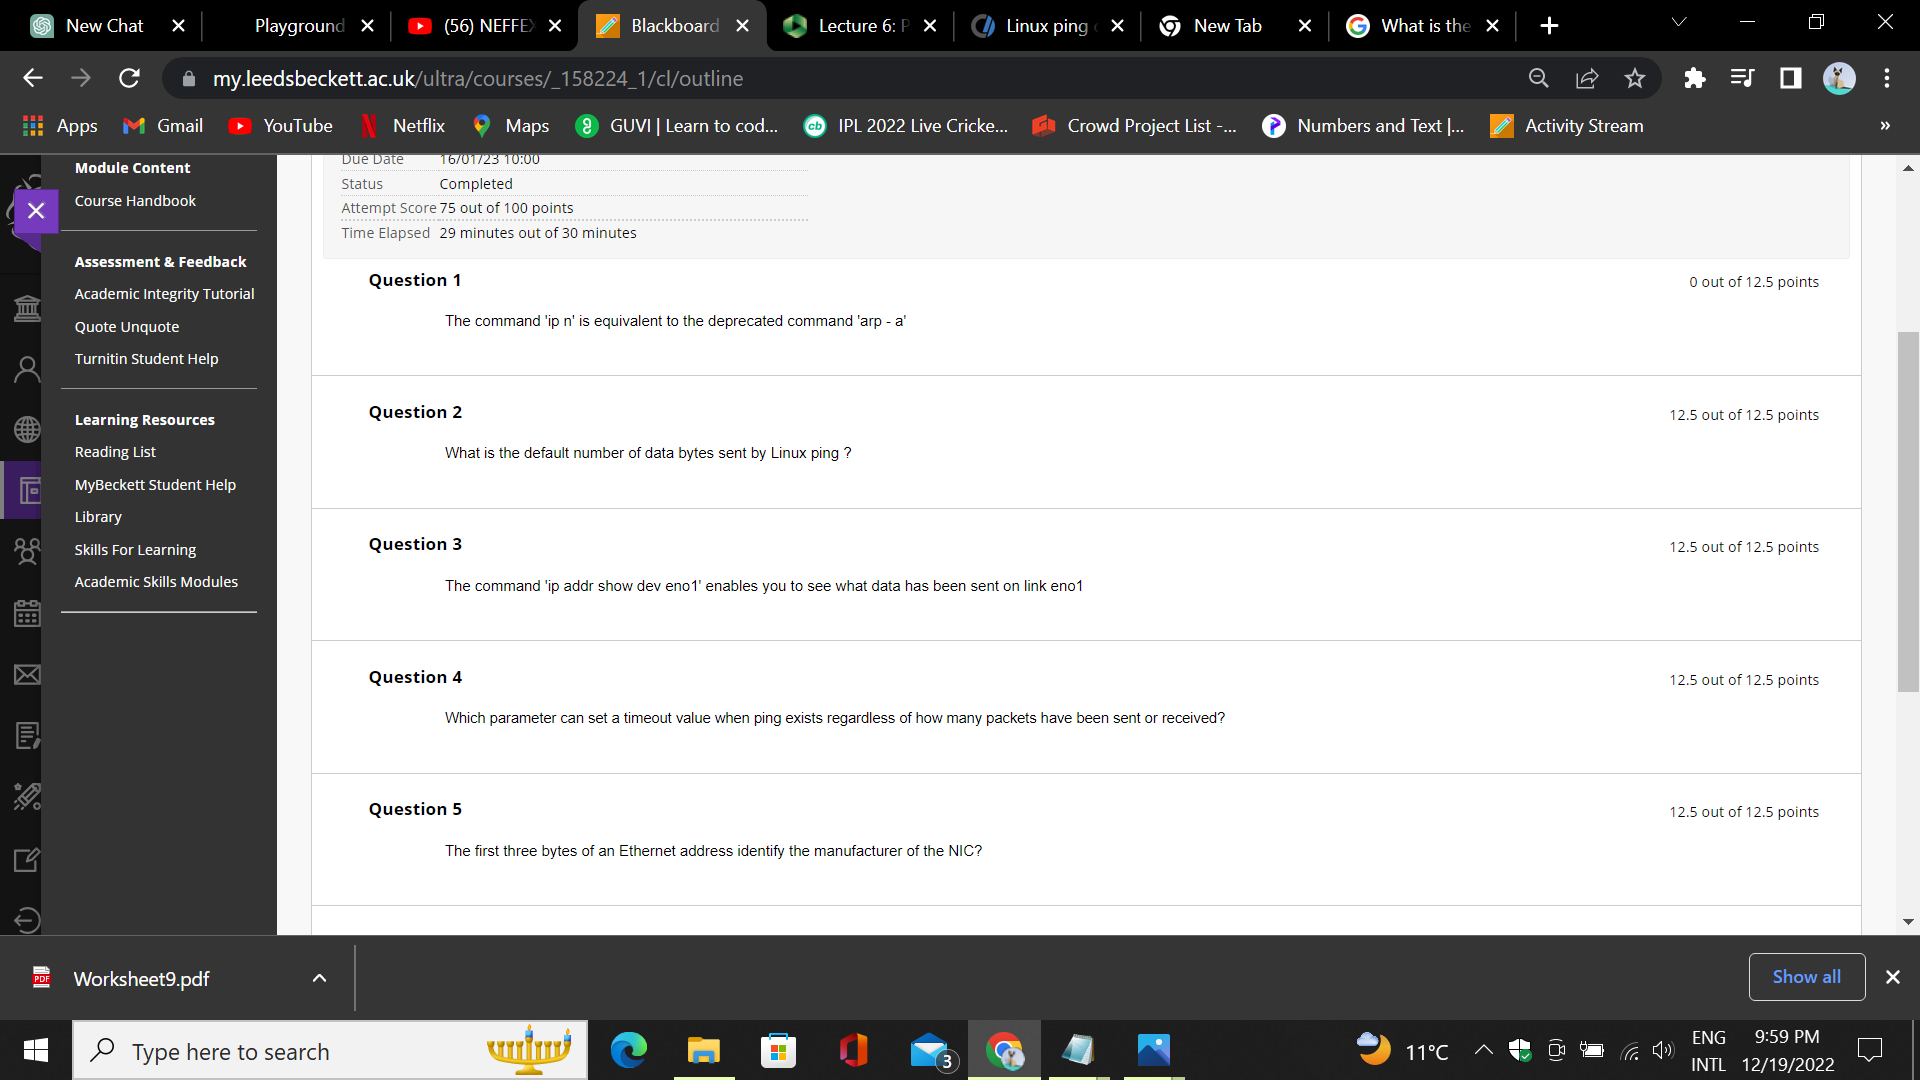 New Chat
Playground
(56) NEFFEX
Blackboard
Lecture 6: P
Linux ping
New Tab
What is the
my.leedsbeckett.ac.uk/ultra/courses/_158224_1/cl/outline
Apps
Gmail
YouTube
Netflix
Maps
GUVI | Learn to cod...
IPL 2022 Live Cricke...
Crowd Project List -...
Numbers and Text |...
Activity Stream
»
Module Content
Course Handbook
Assessment & Feedback
Academic Integrity Tutorial
Quote Unquote
Turnitin Student Help
Learning Resources
Reading List
MyBeckett Student Help
Library
Skills For Learning
Academic Skills Modules
Due Date 16/01/23 10:00
Status Completed
Attempt Score 75 out of 100 points
Time Elapsed 29 minutes out of 30 minutes
Question 1 0 out of 12.5 points
The command 'ip n' is equivalent to the deprecated command 'arp - a'
Question 2 12.5 out of 12.5 points
What is the default number of data bytes sent by Linux ping ?
Question 3 12.5 out of 12.5 points
The command 'ip addr show dev eno1' enables you to see what data has been sent on link eno1
Question 4 12.5 out of 12.5 points
Which parameter can set a timeout value when ping exists regardless of how many packets have been sent or received?
Question 5 12.5 out of 12.5 points
The first three bytes of an Ethernet address identify the manufacturer of the NIC?
PDF
Worksheet9.pdf
Show all
Type here to search
3
11°C
ENG
INTL
9:59 PM
12/19/2022